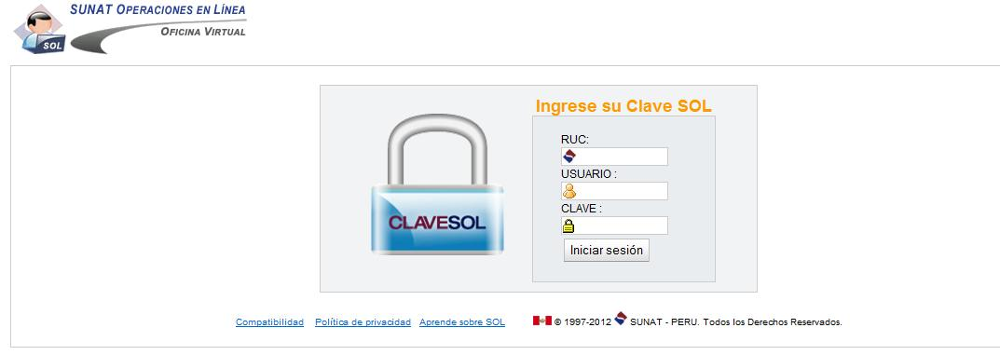 SUNAT OPERACIONES EN LÍNEA
OFICINA VIRTUAL
SOL
Ingrese su Clave SOL
RUC:
USUARIO :
CLAVE :
CLAVESOL
Iniciar sesión
Compatibilidad Política de privacidad Aprende sobre SOL © 1997-2012 SUNAT - PERU. Todos los Derechos Reservados.